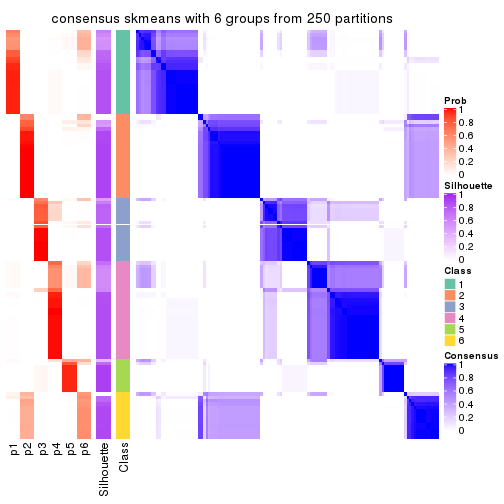 consensus skmeans with 6 groups from 250 partitions
Prob
1
0.8
0.6
0.4
0.2
0
Silhouette
1
0.8
0.6
0.4
0.2
0
Class
1
2
3
4
5
6
Consensus
1
0.8
0.6
0.4
0.2
0
p1
p2
p3
p4
p5
p6
Silhouette
Class